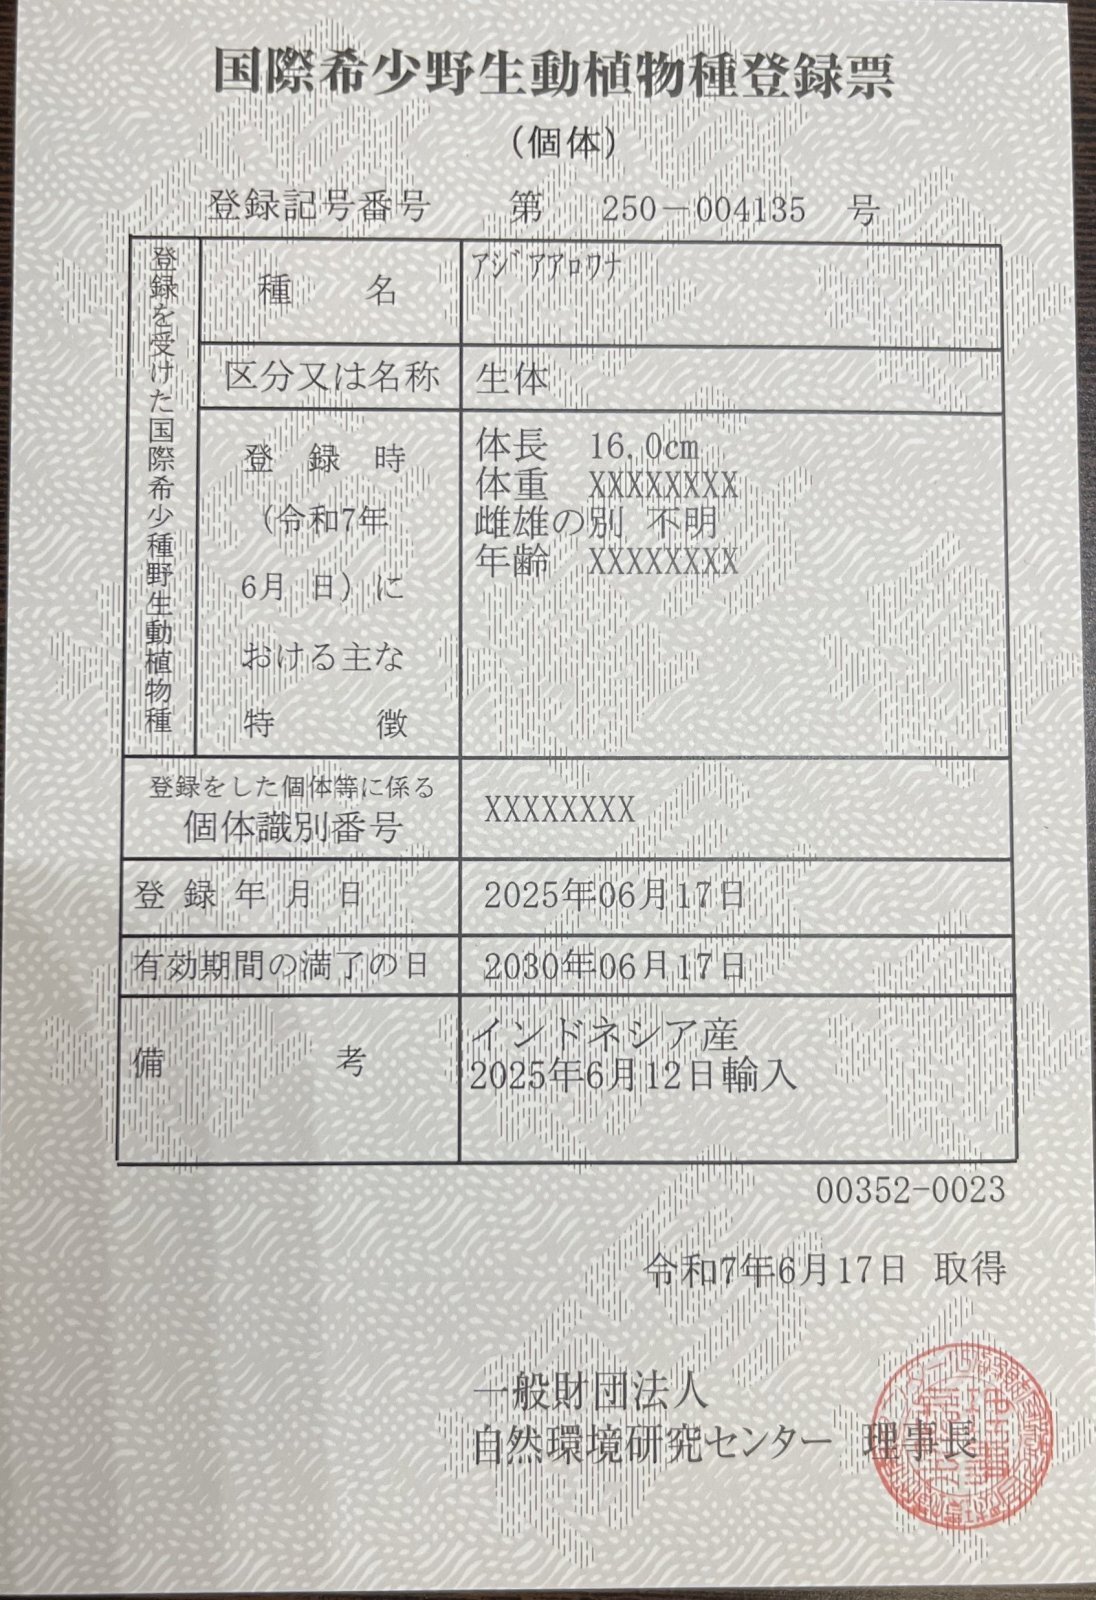 国際希少野生動植物種登録票
（個体）
登録記号番号 第 250－004135 号
登録を受けた国際希少種野生動植物種
種 名
ｱｼﾞｱｱﾛﾜﾅ
区分又は名称
生体
登 録 時
（令和7年
6月 日）に
おける主な
特 徴
体長 16.0cm
体重 XXXXXXXX
雌雄の別 不明
年齢 XXXXXXXX
登録をした個体等に係る
個体識別番号
XXXXXXXX
登録年月日
2025年06月17日
有効期間の満了の日
2030年06月17日
備 考
インドネシア産
2025年6月12日輸入
00352-0023
令和7年6月17日 取得
一般財団法人
自然環境研究センター 理事長